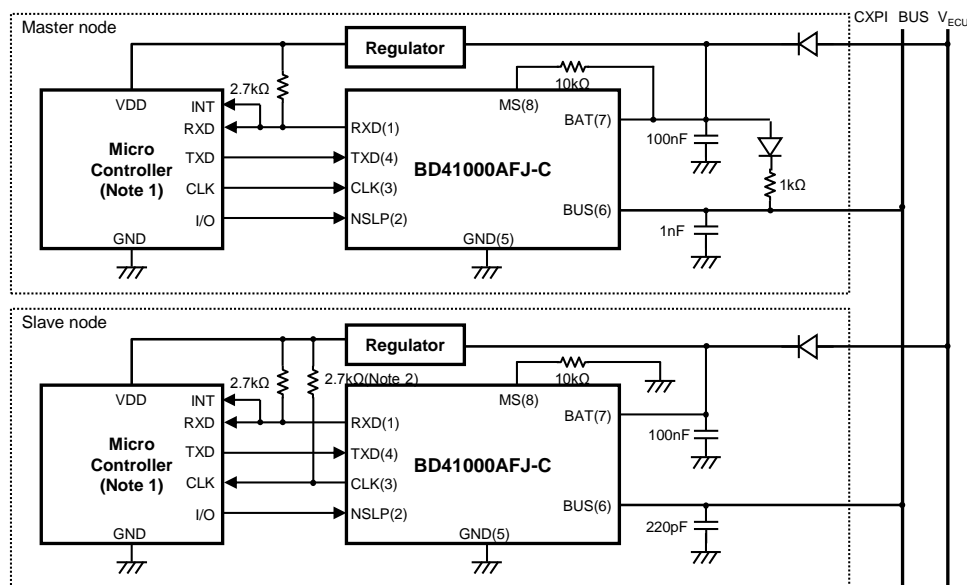 CXPI BUS VECU
Master node
Regulator
2.7kΩ
10kΩ
VDD
INT
MS(8)
RXD
RXD(1)
BAT(7)
100nF
Micro
Controller
(Note 1)
TXD
TXD(4)
BD41000AFJ-C
CLK
CLK(3)
1kΩ
I/O
NSLP(2)
BUS(6)
1nF
GND
GND(5)
Slave node
Regulator
2.7kΩ
2.7kΩ(Note 2)
10kΩ
VDD
INT
MS(8)
RXD
RXD(1)
BAT(7)
100nF
Micro
Controller
(Note 1)
TXD
TXD(4)
BD41000AFJ-C
CLK
CLK(3)
I/O
NSLP(2)
BUS(6)
220pF
GND
GND(5)